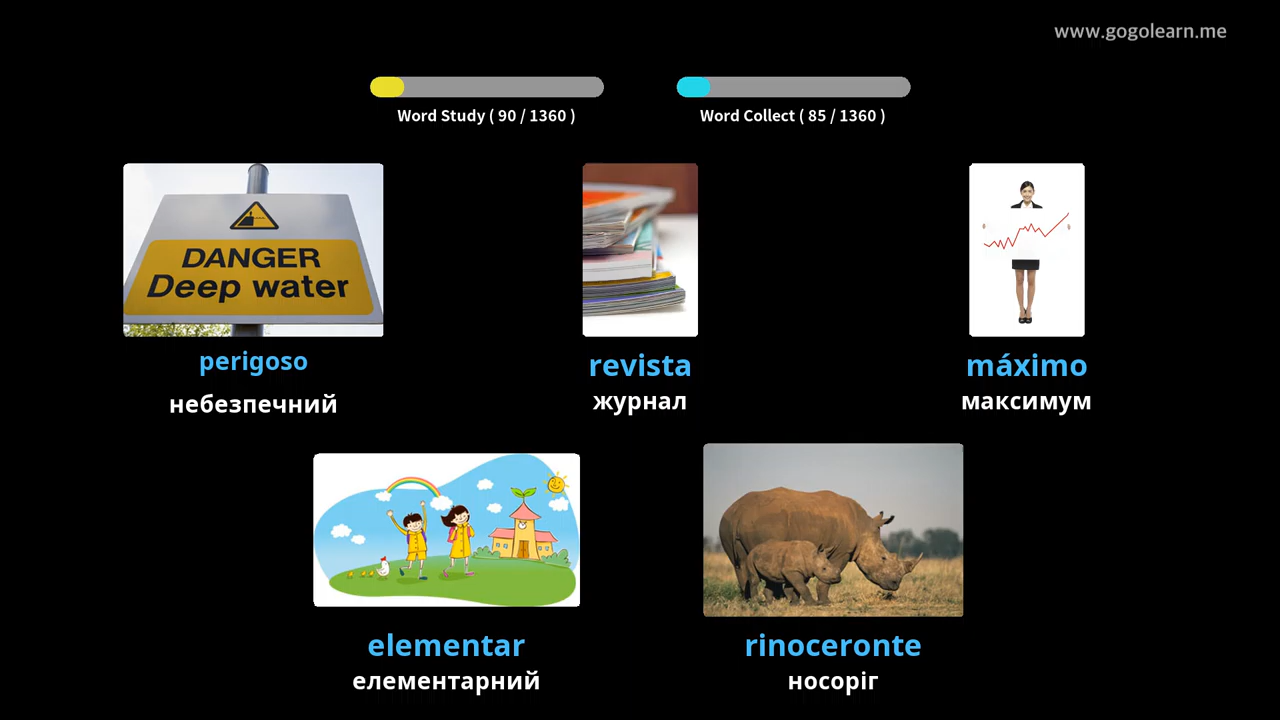 www.gogolearn.me
Word Study ( 90 / 1360 )
Word Collect ( 85 / 1360 )
DANGER
Deep water
perigoso
небезпечний
revista
журнал
máximo
максимум
elementar
елементарний
rinoceronte
носоріг